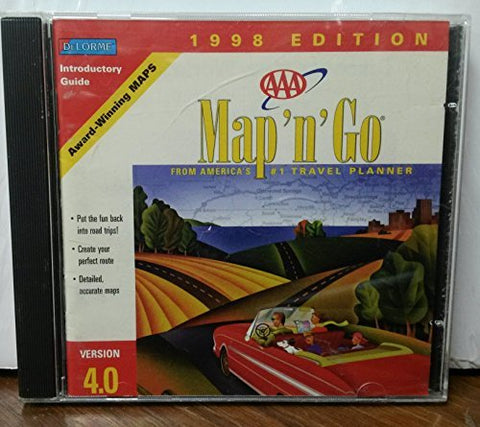 DELORME
1998 EDITION
Introductory
Guide
Award-Winning MAPS
AAA
Map 'n' Go®
FROM AMERICA'S #1 TRAVEL PLANNER
• Put the fun back
into road trips!
• Create your
perfect route
• Detailed,
accurate maps
VERSION
4.0